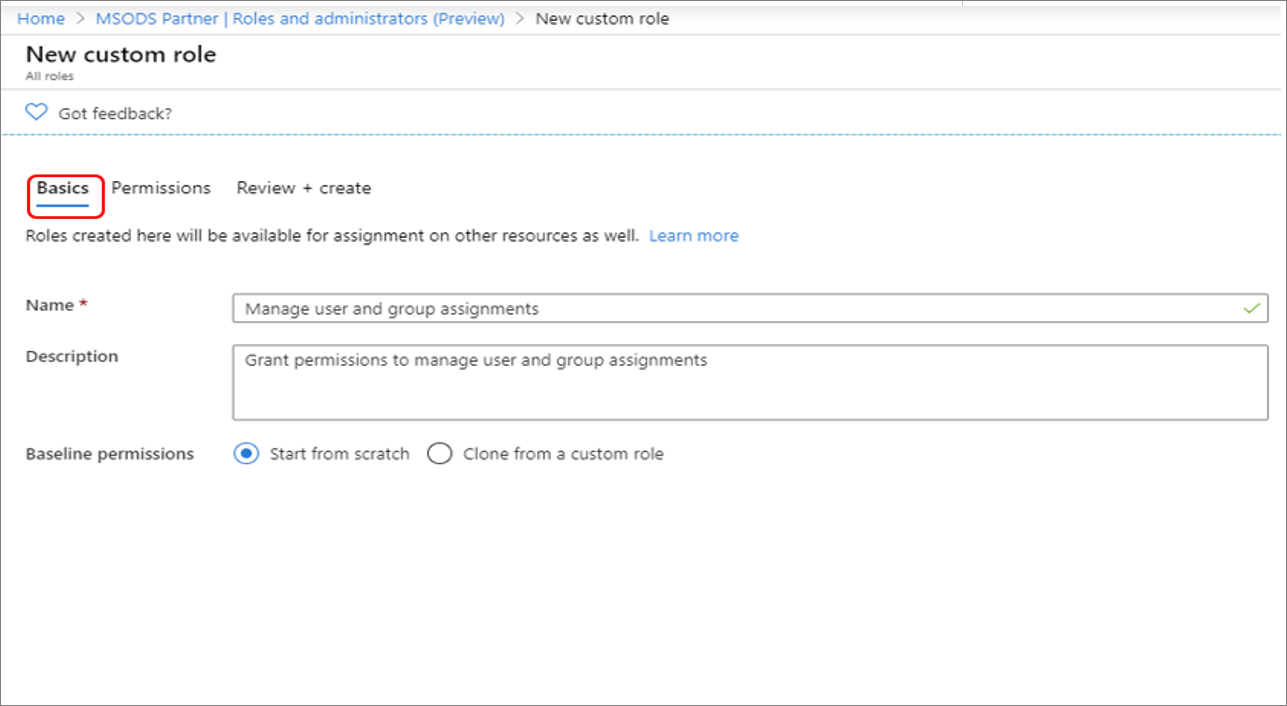 Home > MSODS Partner | Roles and administrators (Preview) > New custom role
New custom role
All roles
Got feedback?
Basics Permissions Review + create
Roles created here will be available for assignment on other resources as well. Learn more
Name * Manage user and group assignments
Description Grant permissions to manage user and group assignments
Baseline permissions Start from scratch Clone from a custom role